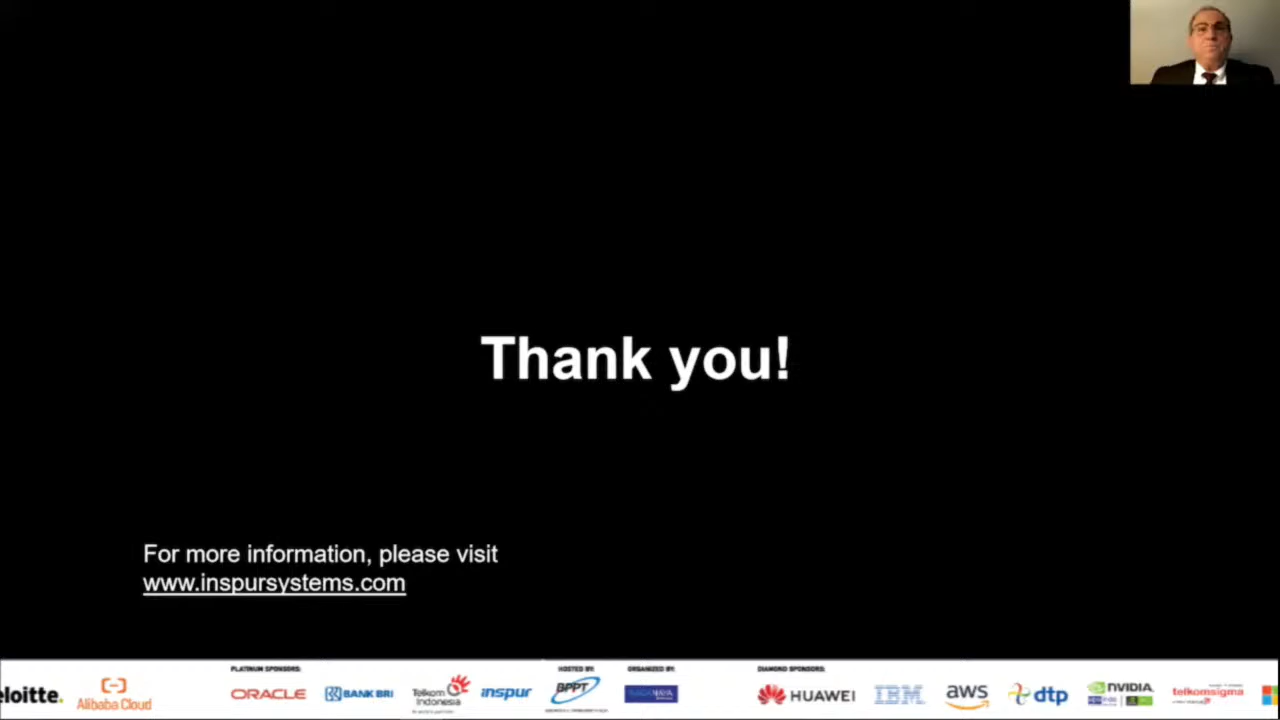 Thank you!
For more information, please visit
www.inspursystems.com
PLATINUM SPONSORS:
HOSTED BY:
ORGANIZED BY:
DIAMOND SPONSORS:
eloitte.
Alibaba Cloud
ORACLE
BANK BRI
Telkom
Indonesia
inspur
BPPT
HUAWEI
IBM
aws
dtp
NVIDIA.
telkomsigma